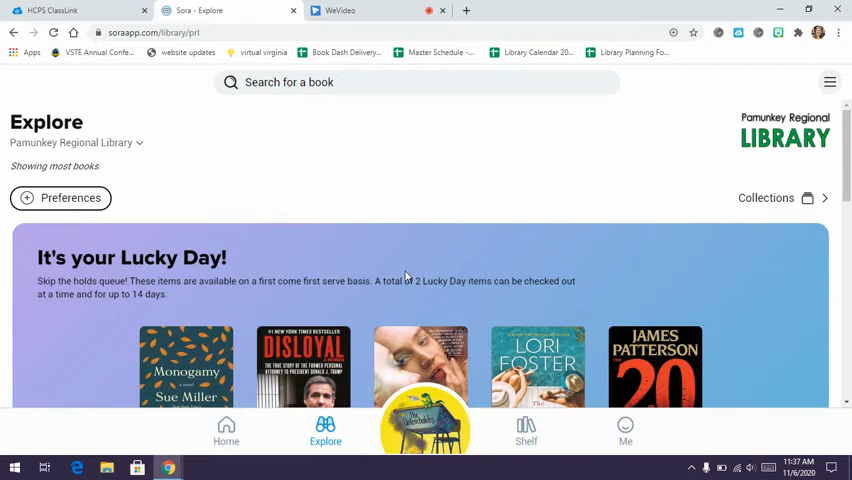 HCPS ClassLink
Sora - Explore
WeVideo
soraapp.com/library/prl
Apps
VSTE Annual Confe...
website updates
virtual virginia
Book Dash Delivery...
Master Schedule -...
Library Calendar 20...
Library Planning Fo...
Search for a book
Explore
Pamunkey Regional Library
Showing most books.
Pamunkey Regional
LIBRARY
Preferences
Collections
It's your Lucky Day!
Skip the holds queue! These items are available on a first come first serve basis. A total of 2 Lucky Day items can be checked out
at a time and for up to 14 days.
Monogamy
a novel
Sue Miller
#1 NEW YORK TIMES BESTSELLER
DISLOYAL
A MEMOIR
THE TRUE STORY OF THE FORMER PERSONAL
ATTORNEY TO PRESIDENT DONALD J. TRUMP
LORI
FOSTER
The
JAMES
PATTERSON
THE
20
The
Unteachables
Home
Explore
Shelf
Me
11:37 AM
11/6/2020